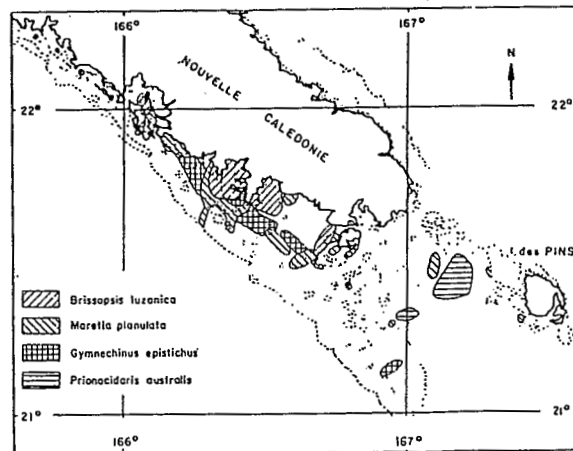 166° 167°
N
NOUVELLE
CALEDONIE
22° 22°
I. des PINS
Brissopsis luzonica
Maretia planulata
Gymnechinus epistichus
Prionocidaris australis
21° 21°
166° 167°